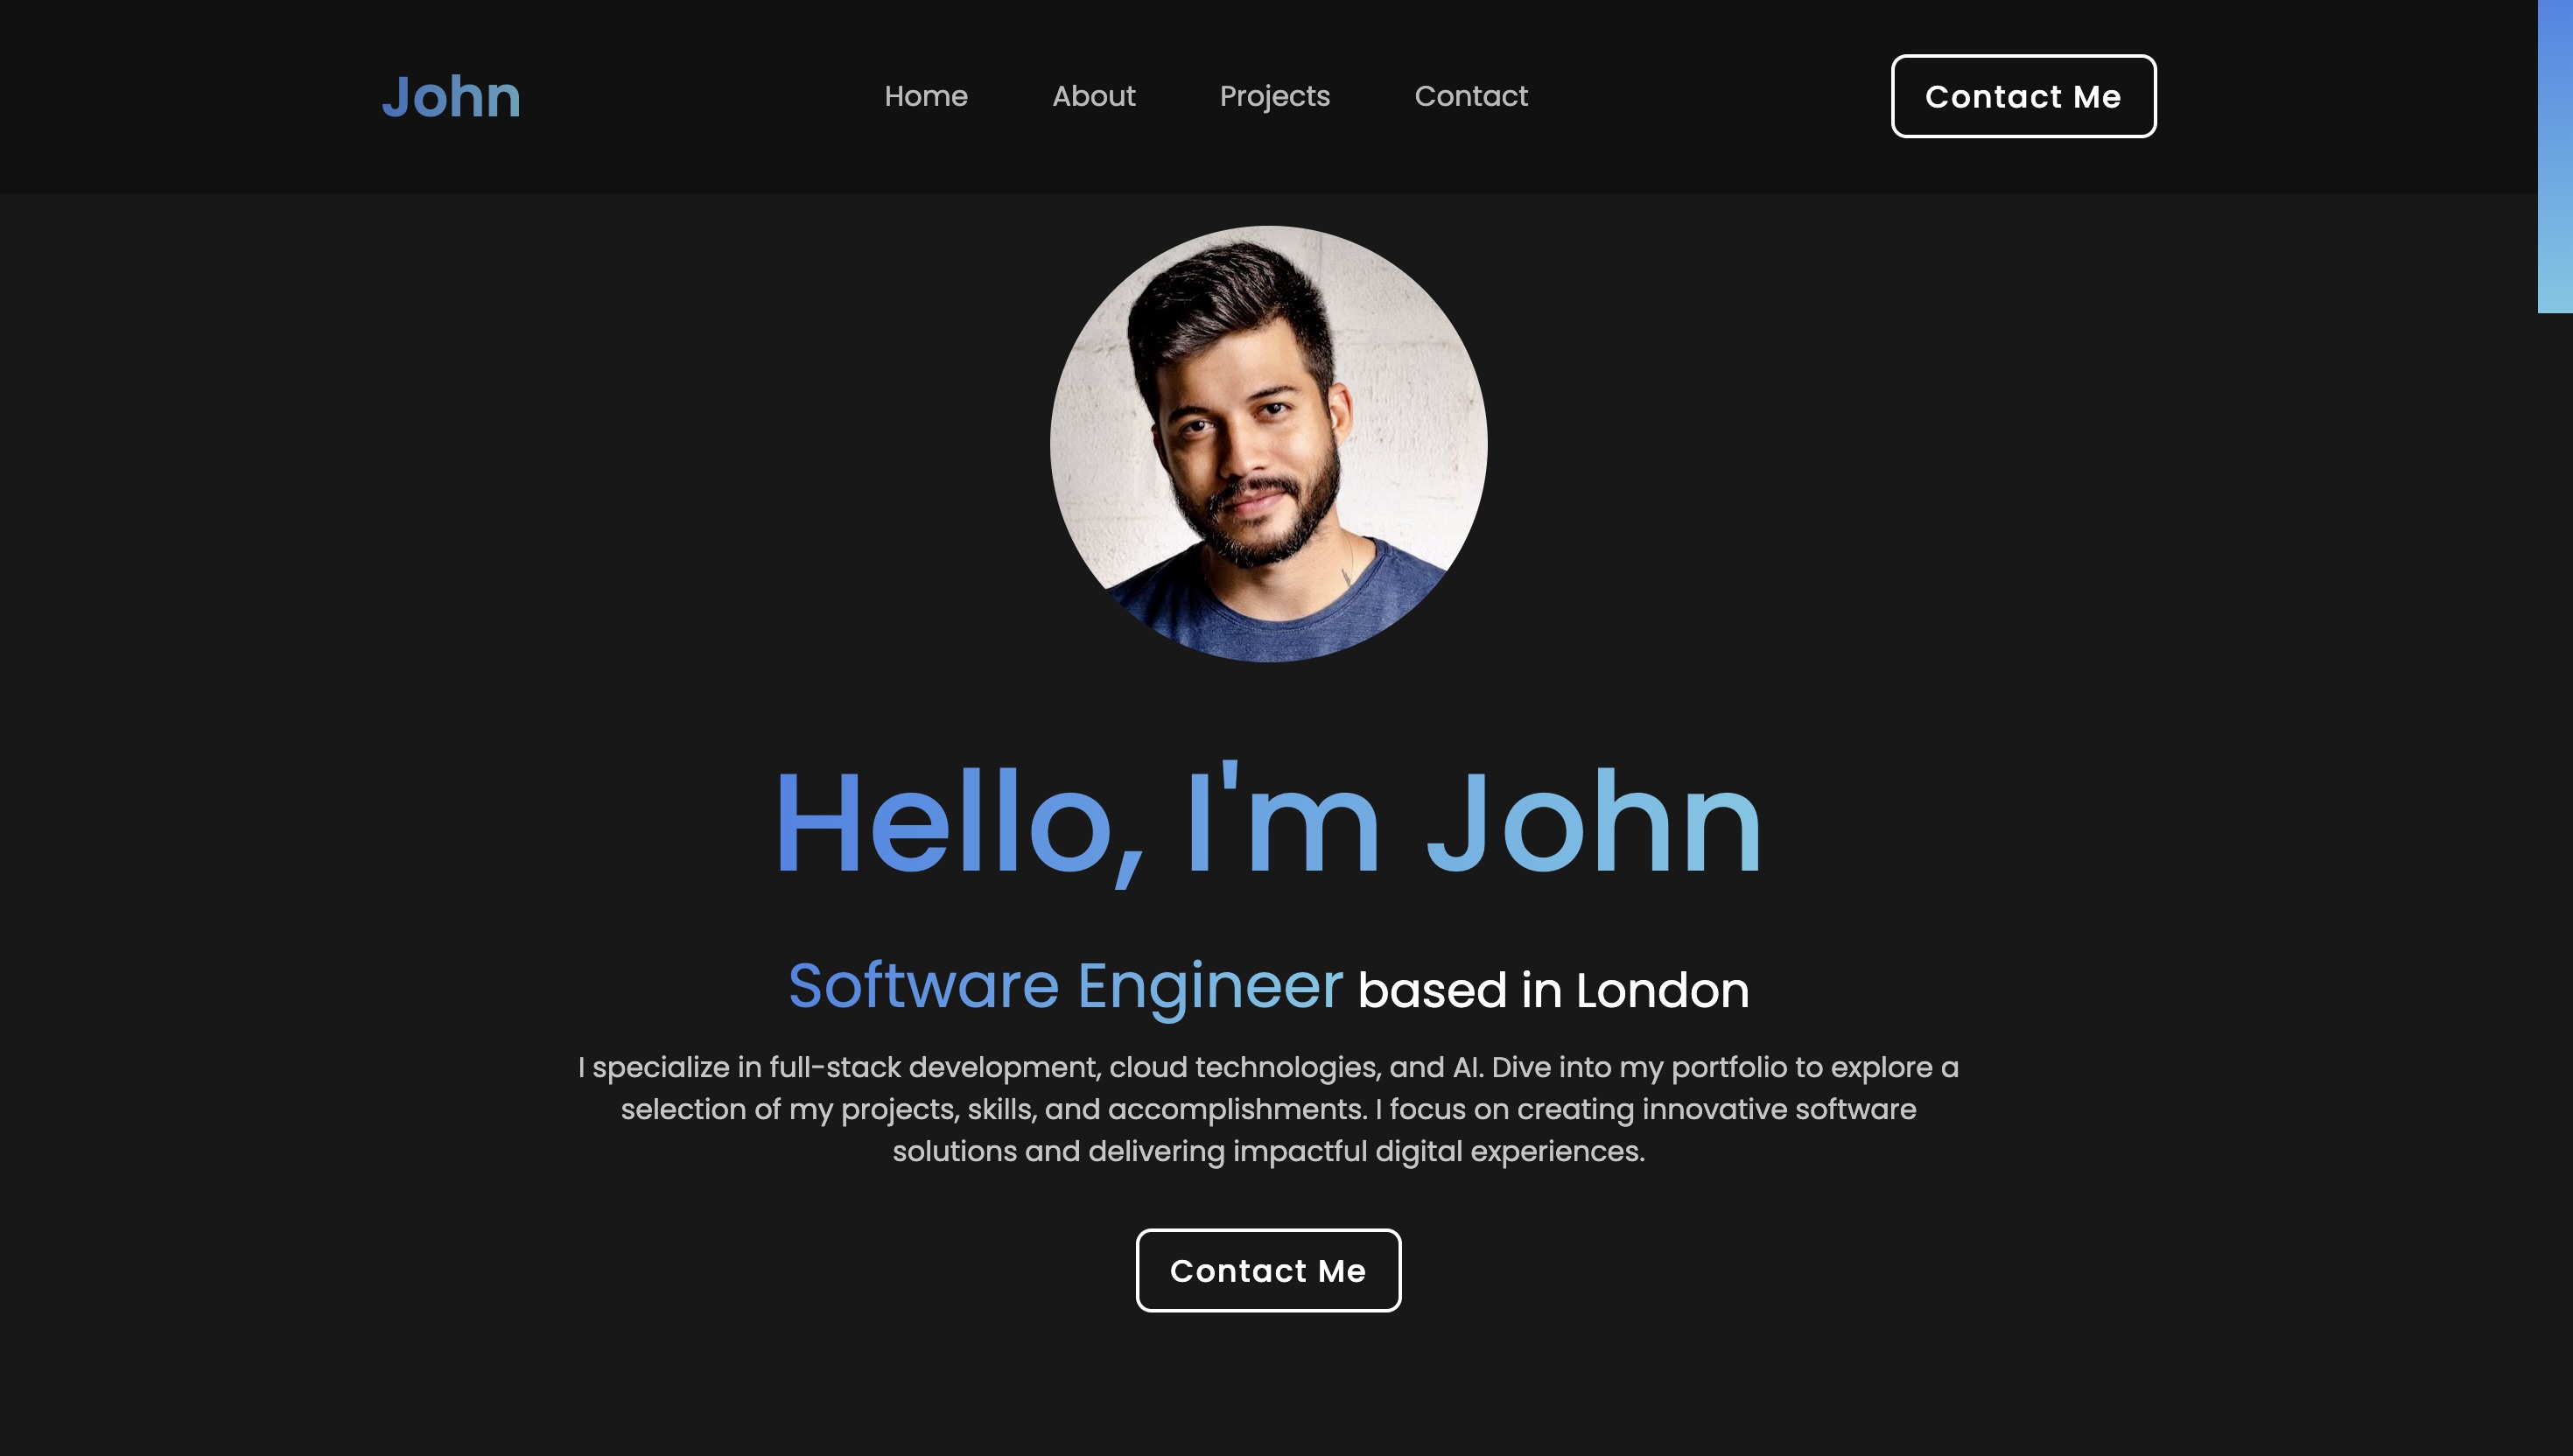 John
Home
About
Projects
Contact
Contact Me
Hello, I'm John
Software Engineer based in London
I specialize in full-stack development, cloud technologies, and AI. Dive into my portfolio to explore a
selection of my projects, skills, and accomplishments. I focus on creating innovative software
solutions and delivering impactful digital experiences.
Contact Me